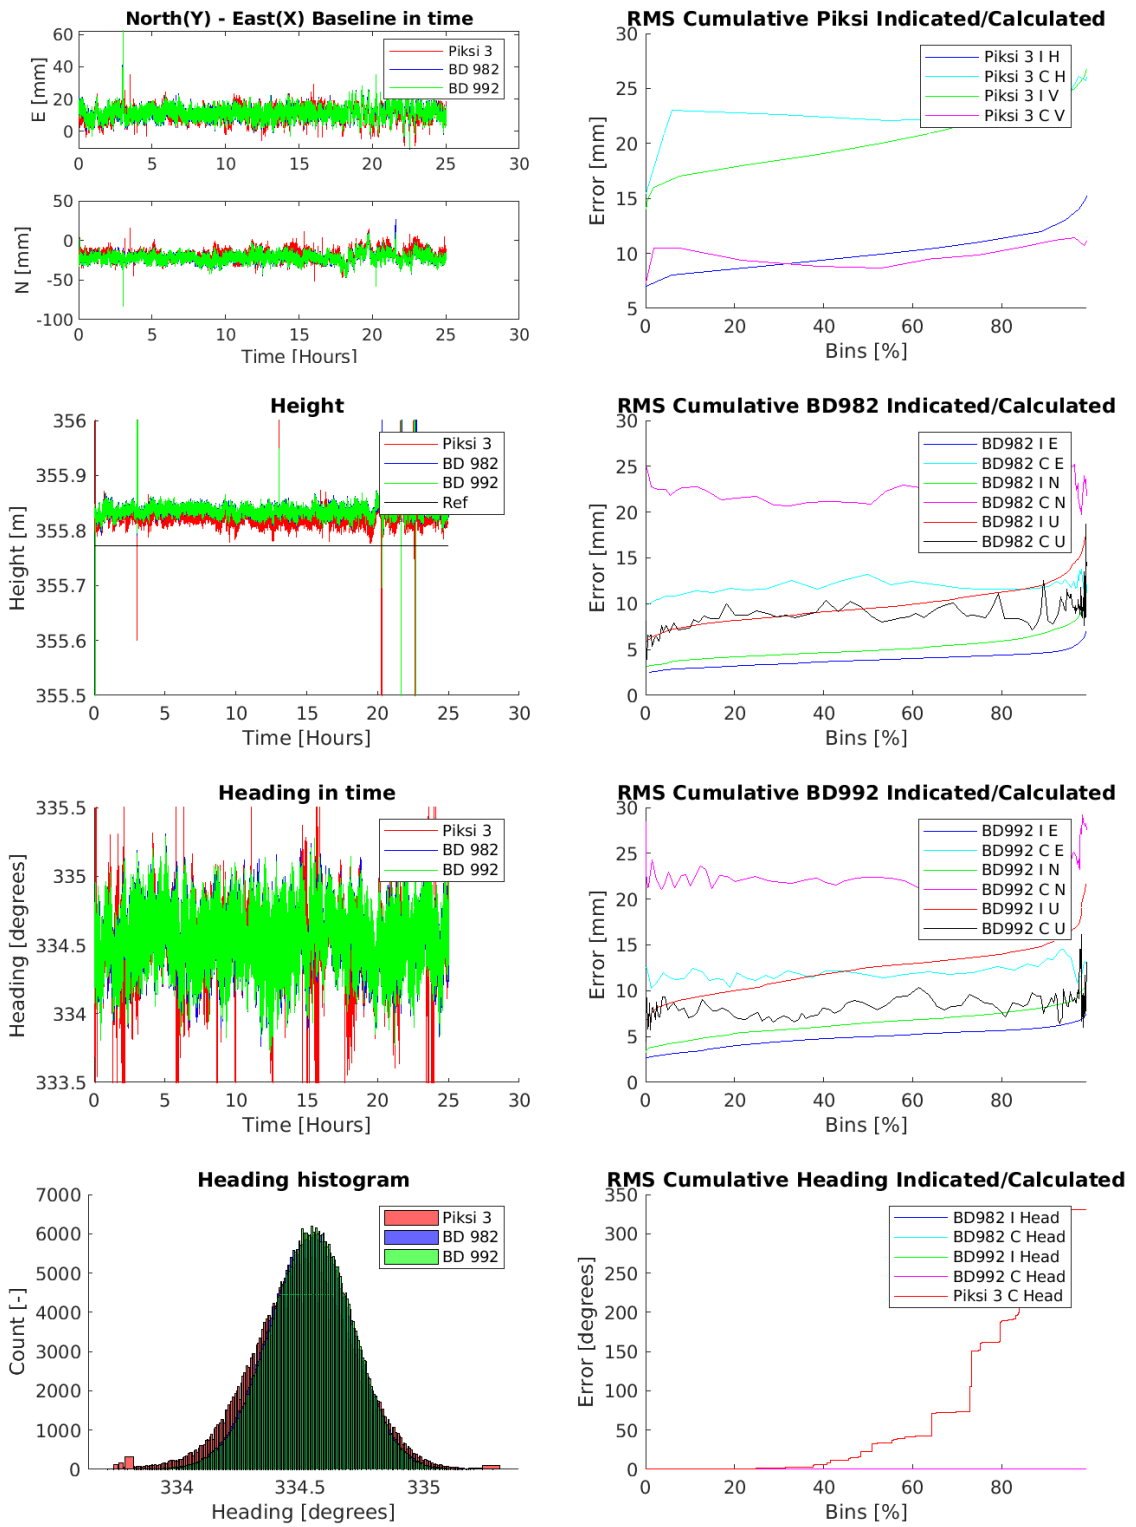 North(Y) - East(X) Baseline in time
E [mm]
60
40
20
0
0
5
10
15
20
25
30
Piksi 3
BD 982
BD 992
N [mm]
50
0
-50
-100
0
5
10
15
20
25
30
Time [Hours]
RMS Cumulative Piksi Indicated/Calculated
Error [mm]
30
25
20
15
10
5
0
20
40
60
80
Bins [%]
Piksi 3 I H
Piksi 3 C H
Piksi 3 I V
Piksi 3 C V
Height
Height [m]
356
355.9
355.8
355.7
355.6
355.5
0
5
10
15
20
25
30
Time [Hours]
Piksi 3
BD 982
BD 992
Ref
RMS Cumulative BD982 Indicated/Calculated
Error [mm]
30
25
20
15
10
5
0
0
20
40
60
80
Bins [%]
BD982 I E
BD982 C E
BD982 I N
BD982 C N
BD982 I U
BD982 C U
Heading in time
Heading [degrees]
335.5
335
334.5
334
333.5
0
5
10
15
20
25
30
Time [Hours]
Piksi 3
BD 982
BD 992
RMS Cumulative BD992 Indicated/Calculated
Error [mm]
30
25
20
15
10
5
0
0
20
40
60
80
Bins [%]
BD992 I E
BD992 C E
BD992 I N
BD992 C N
BD992 I U
BD992 C U
Heading histogram
Count [-]
7000
6000
5000
4000
3000
2000
1000
0
334
334.5
335
Heading [degrees]
Piksi 3
BD 982
BD 992
RMS Cumulative Heading Indicated/Calculated
Error [degrees]
350
300
250
200
150
100
50
0
0
20
40
60
80
Bins [%]
BD982 I Head
BD982 C Head
BD992 I Head
BD992 C Head
Piksi 3 C Head